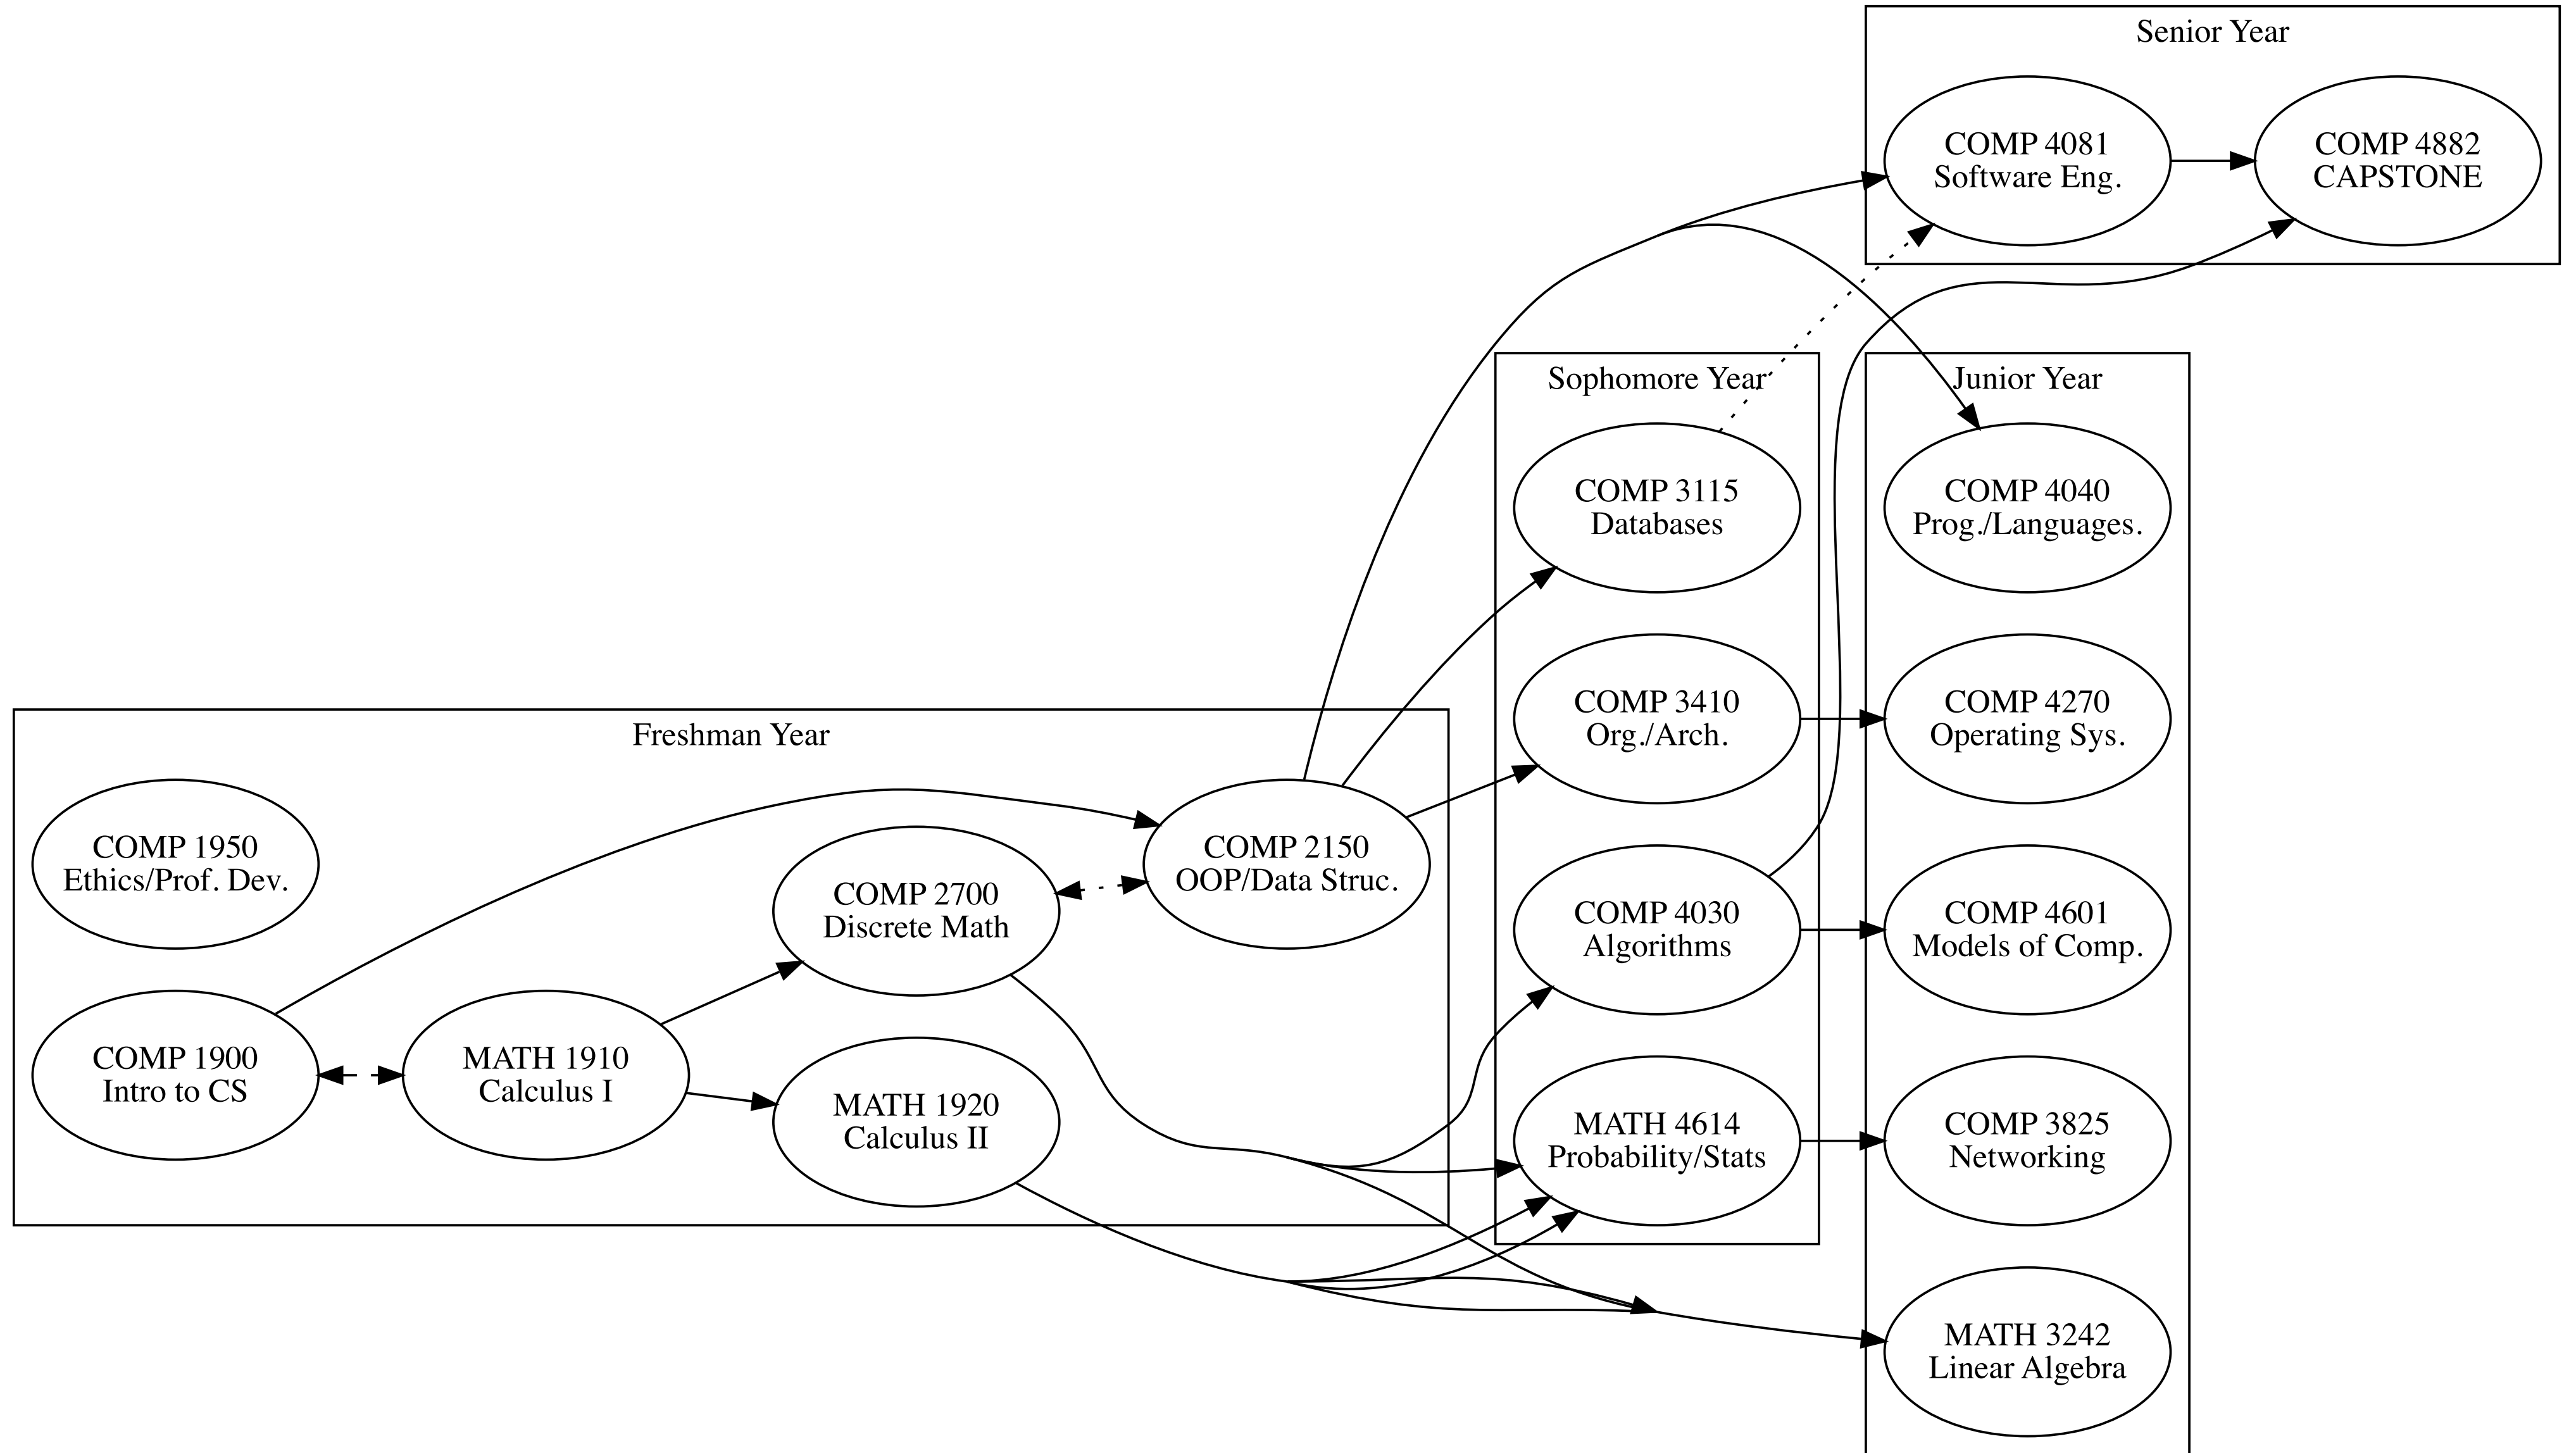 Senior Year
COMP 4081
Software Eng.
COMP 4882
CAPSTONE
Sophomore Year
COMP 3115
Databases
COMP 3410
Org./Arch.
COMP 4030
Algorithms
MATH 4614
Probability/Stats
Junior Year
COMP 4040
Prog./Languages.
COMP 4270
Operating Sys.
COMP 4601
Models of Comp.
COMP 3825
Networking
MATH 3242
Linear Algebra
Freshman Year
COMP 1950
Ethics/Prof. Dev.
COMP 1900
Intro to CS
MATH 1910
Calculus I
COMP 2700
Discrete Math
MATH 1920
Calculus II
COMP 2150
OOP/Data Struc.